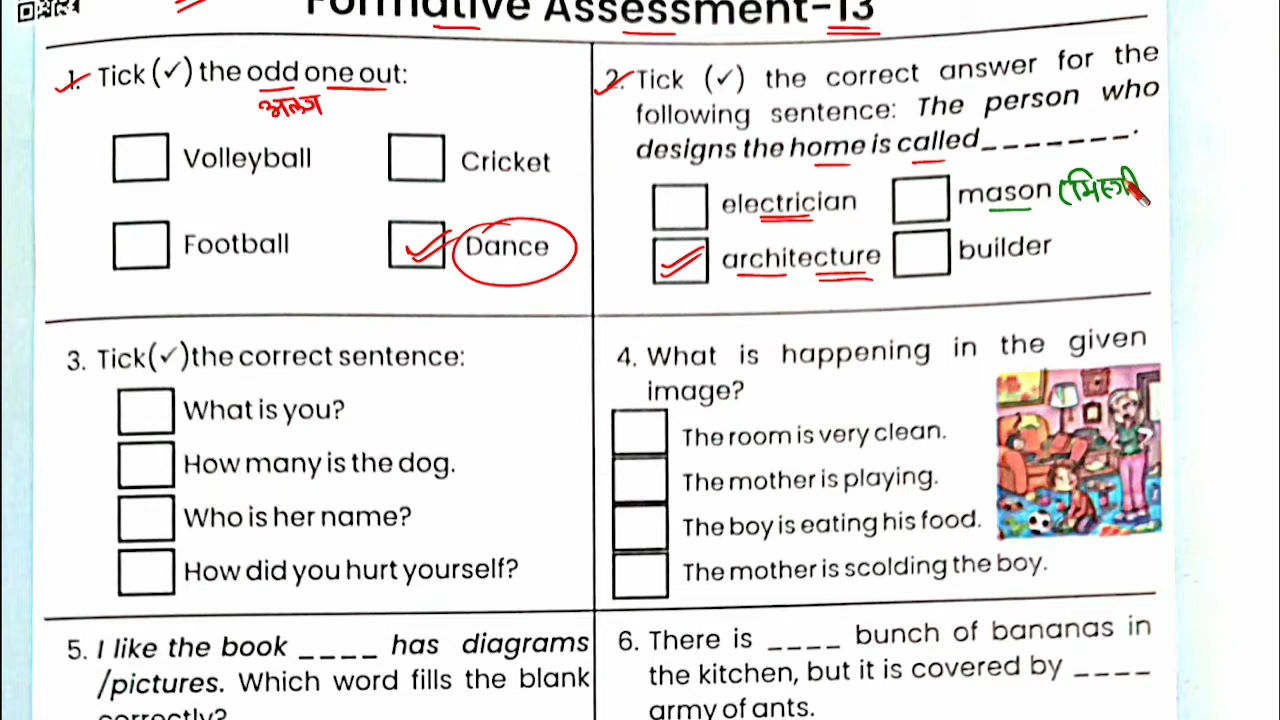 Formative Assessment-13
1. Tick (✓) the odd one out:
अलग
Volleyball
Cricket
Football
Dance
2. Tick (✓) the correct answer for the
following sentence: The person who
designs the home is called_______.
electrician
mason (मिस्त्री
architecture
builder
3. Tick(✓)the correct sentence:
What is you?
How many is the dog.
Who is her name?
How did you hurt yourself?
4. What is happening in the given
image?
The room is very clean.
The mother is playing.
The boy is eating his food.
The mother is scolding the boy.
5. I like the book ____ has diagrams
/pictures. Which word fills the blank
correctly?
6. There is ____ bunch of bananas in
the kitchen, but it is covered by ____
army of ants.